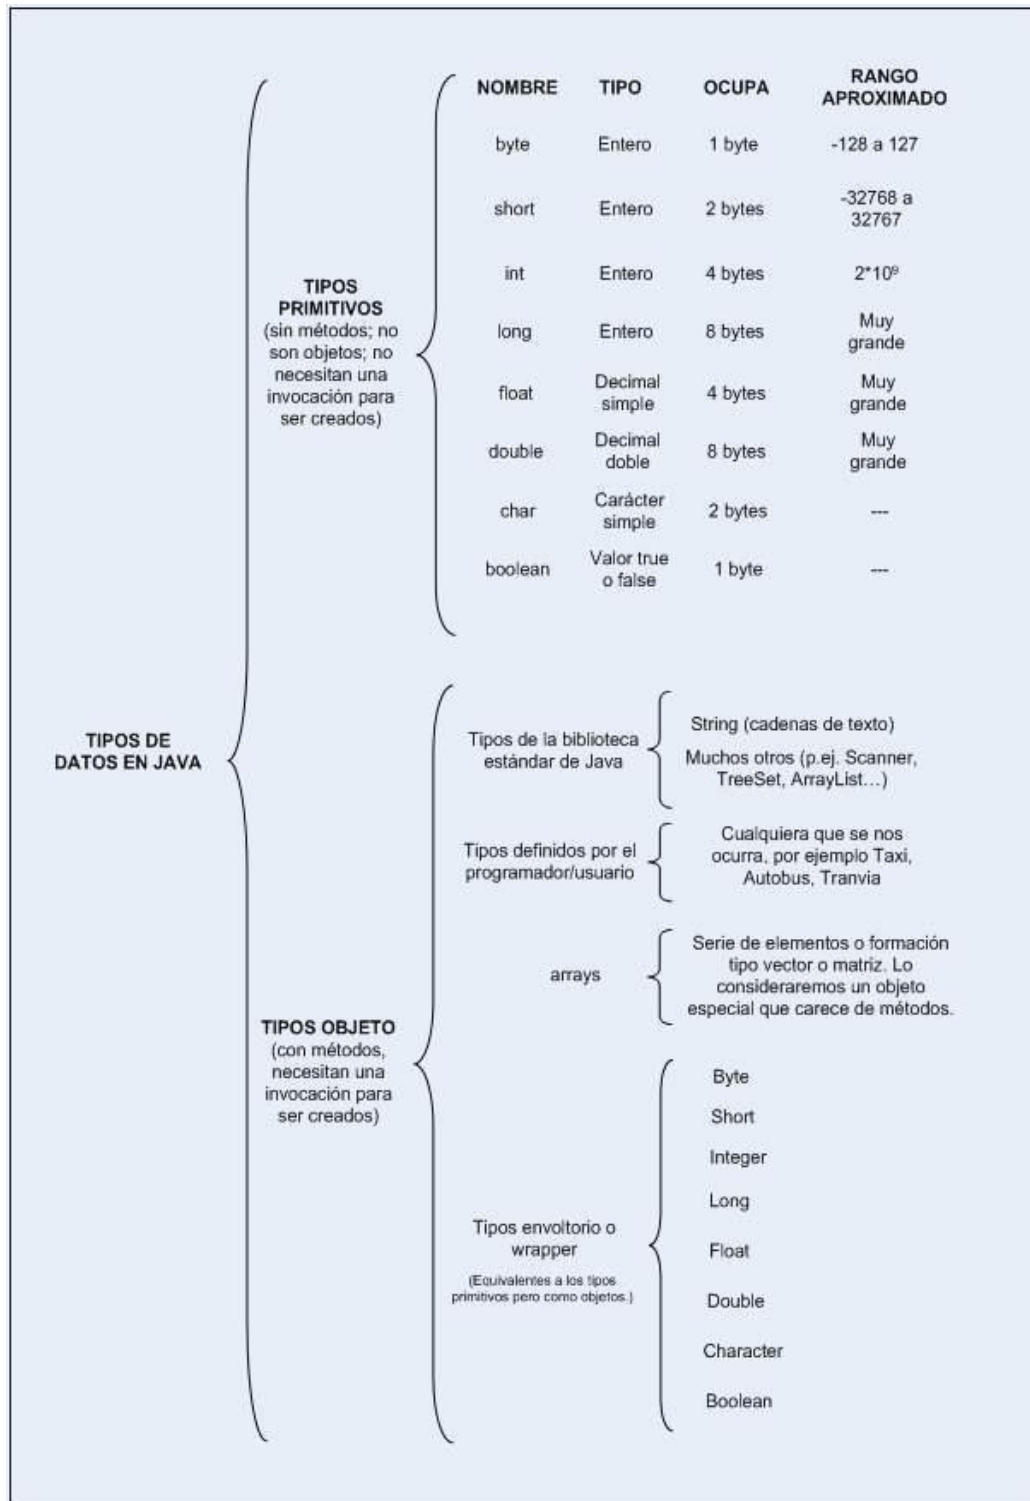 NOMBRE TIPO OCUPA RANGO
APROXIMADO
byte Entero 1 byte -128 a 127
short Entero 2 bytes -32768 a
32767
int Entero 4 bytes 2*10⁹
long Entero 8 bytes Muy
grande
float Decimal
simple 4 bytes Muy
grande
double Decimal
doble 8 bytes Muy
grande
char Carácter
simple 2 bytes ---
boolean Valor true
o false 1 byte ---
TIPOS
PRIMITIVOS
(sin métodos; no
son objetos; no
necesitan una
invocación para
ser creados)
TIPOS DE
DATOS EN JAVA
Tipos de la biblioteca
estándar de Java
String (cadenas de texto)
Muchos otros (p.ej. Scanner,
TreeSet, ArrayList…)
Tipos definidos por el
programador/usuario
Cualquiera que se nos
ocurra, por ejemplo Taxi,
Autobus, Tranvia
arrays
Serie de elementos o formación
tipo vector o matriz. Lo
consideraremos un objeto
especial que carece de métodos.
TIPOS OBJETO
(con métodos,
necesitan una
invocación para
ser creados)
Tipos envoltorio o
wrapper
(Equivalentes a los tipos
primitivos pero como objetos.)
Byte
Short
Integer
Long
Float
Double
Character
Boolean